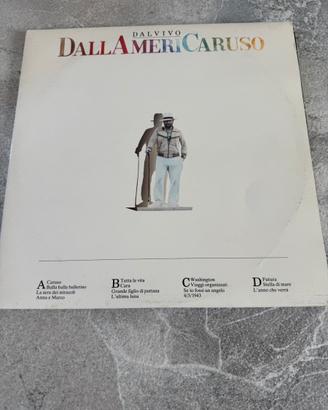 DALVIVO
DALLAMERICARUSO
A Caruso
Balla balla ballerino
La sera dei miracoli
Anna e Marco
B Tutta la vita
Cara
Grande figlio di puttana
L'ultima luna
C Washington
Viaggi organizzati
Se io fossi un angelo
4/3/1943
D Futura
Stella di mare
L'anno che verrà